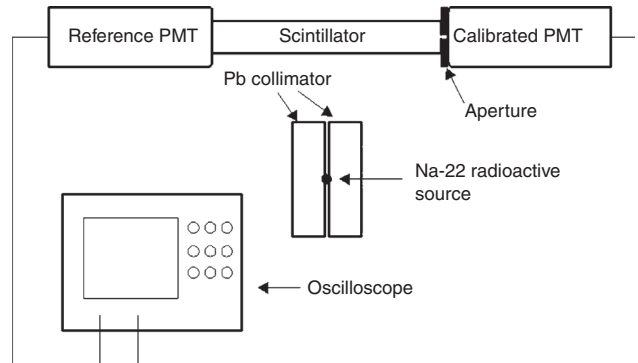 Reference PMT
Scintillator
Calibrated PMT
Pb collimator
Aperture
Na-22 radioactive
source
Oscilloscope